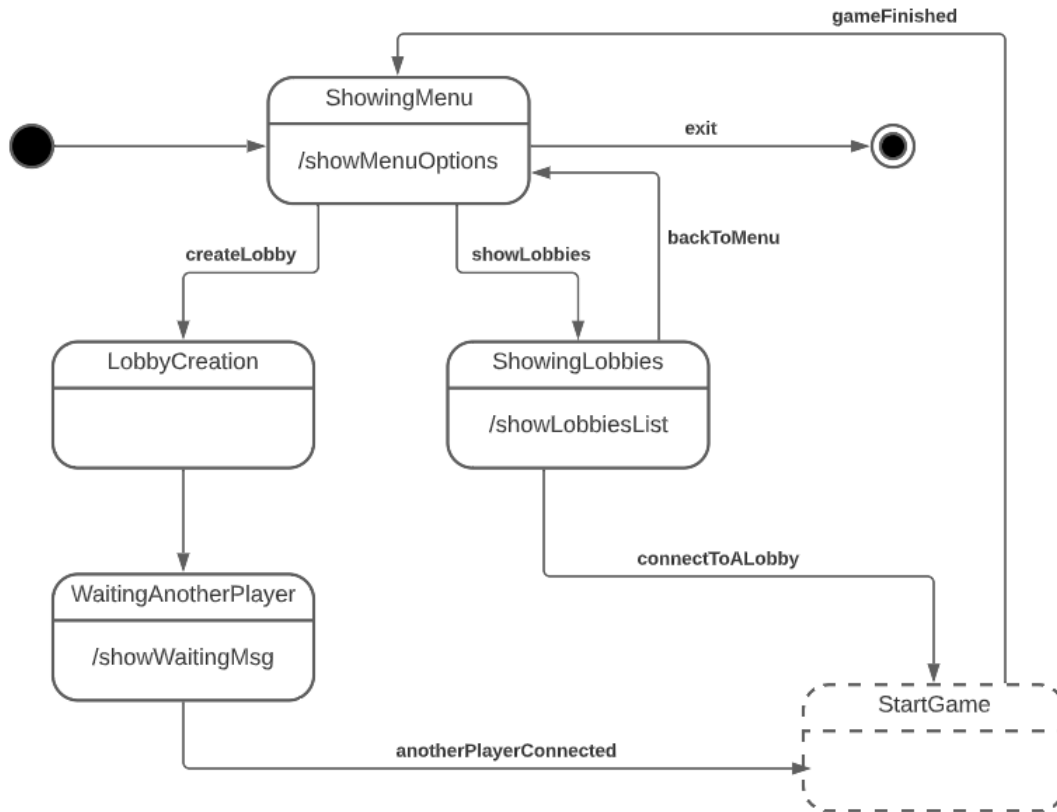 gameFinished
ShowingMenu
exit
/showMenuOptions
backToMenu
createLobby
showLobbies
LobbyCreation
ShowingLobbies
/showLobbiesList
connectToALobby
WaitingAnotherPlayer
/showWaitingMsg
StartGame
anotherPlayerConnected